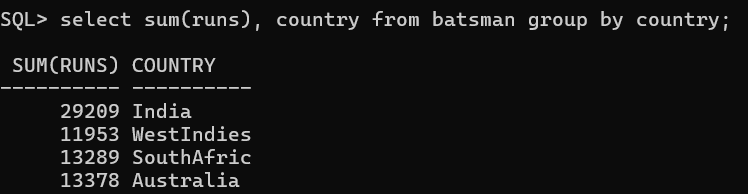 SQL> select sum(runs), country from batsman group by country;
SUM(RUNS) COUNTRY
---------- ----------
29209 India
11953 WestIndies
13289 SouthAfric
13378 Australia